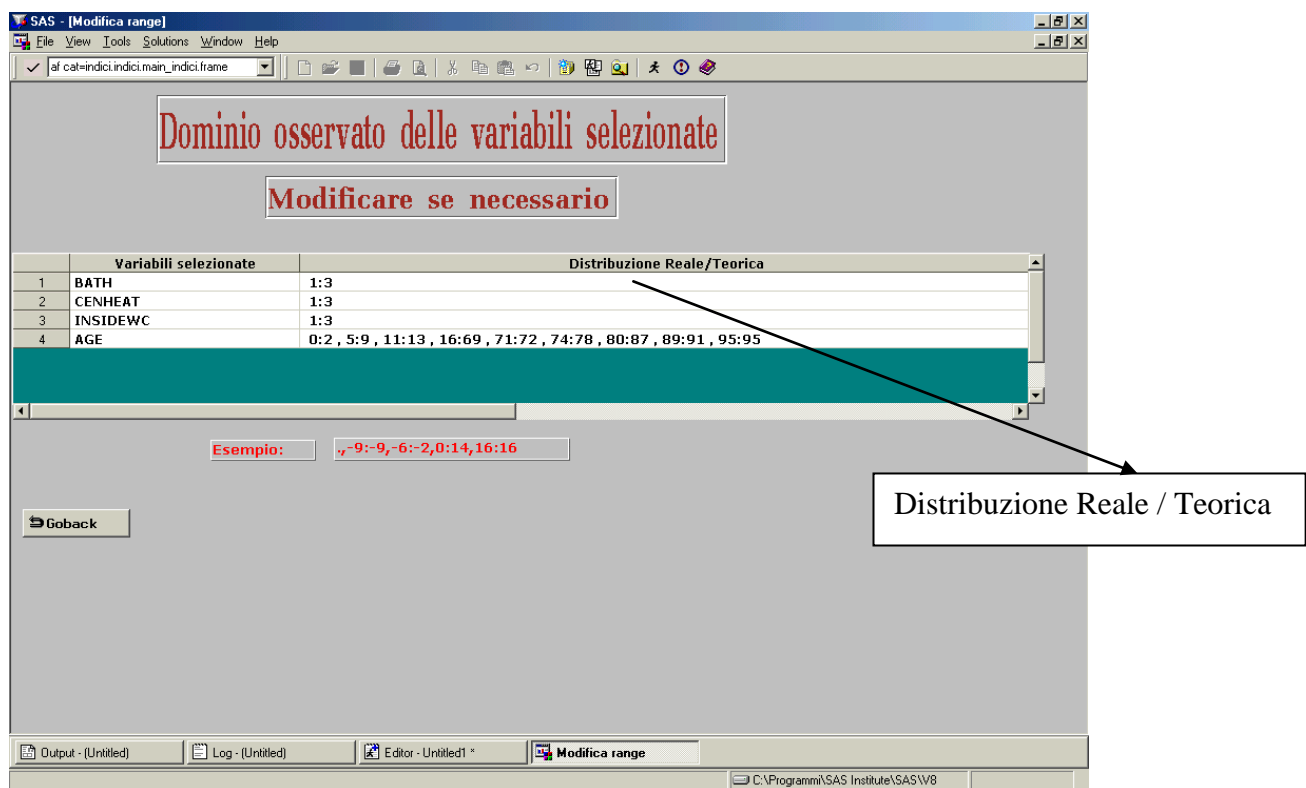 SAS - [Modifica range]
File View Tools Solutions Window Help
af cat=indici.indici.main_indici.frame
Dominio osservato delle variabili selezionate
Modificare se necessario
Variabili selezionate Distribuzione Reale/Teorica
1 BATH 1:3
2 CENHEAT 1:3
3 INSIDEWC 1:3
4 AGE 0:2 , 5:9 , 11:13 , 16:69 , 71:72 , 74:78 , 80:87 , 89:91 , 95:95
Esempio: .,-9:-9,-6:-2,0:14,16:16
Distribuzione Reale / Teorica
Goback
Output - (Untitled) Log - (Untitled) Editor - Untitled1 * Modifica range
C:\Programmi\SAS Institute\SAS\V8